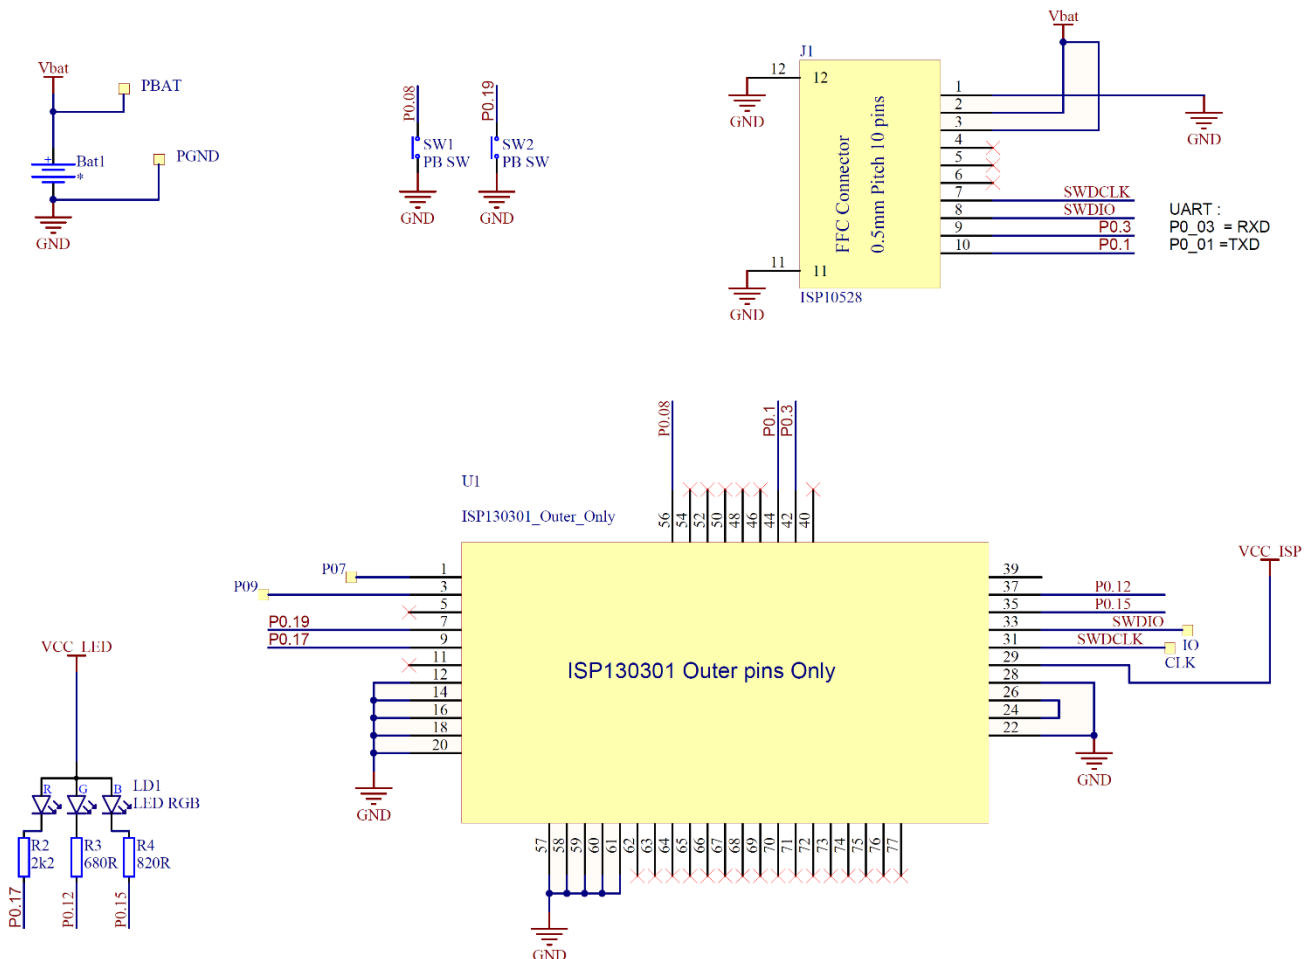 Vbat
PBAT
PGND
+
Bat1
*
GND
P0.08
SW1
PB SW
GND
P0.19
SW2
PB SW
GND
Vbat
J1
12
12
GND
FFC Connector
0.5mm Pitch 10 pins
1
2
3
4
5
6
7
8
9
10
GND
SWDCLK
SWDIO
P0.3
P0.1
UART :
P0_03 = RXD
P0_01 =TXD
11
11
GND
ISP10528
P0.08
P0.1
P0.3
U1
ISP130301_Outer_Only
56
54
52
50
48
46
44
42
40
VCC_ISP
P07
1
P09
3
5
P0.19
7
P0.17
9
11
12
14
16
18
20
GND
ISP130301 Outer pins Only
39
37
P0.12
35
P0.15
33
SWDIO
IO
31
SWDCLK
CLK
29
28
26
24
22
GND
VCC_LED
R
G
B
LD1
LED RGB
R2
2k2
R3
680R
R4
820R
P0.17
P0.12
P0.15
57
58
59
60
61
62
63
64
65
66
67
68
69
70
71
72
73
74
75
76
77
GND